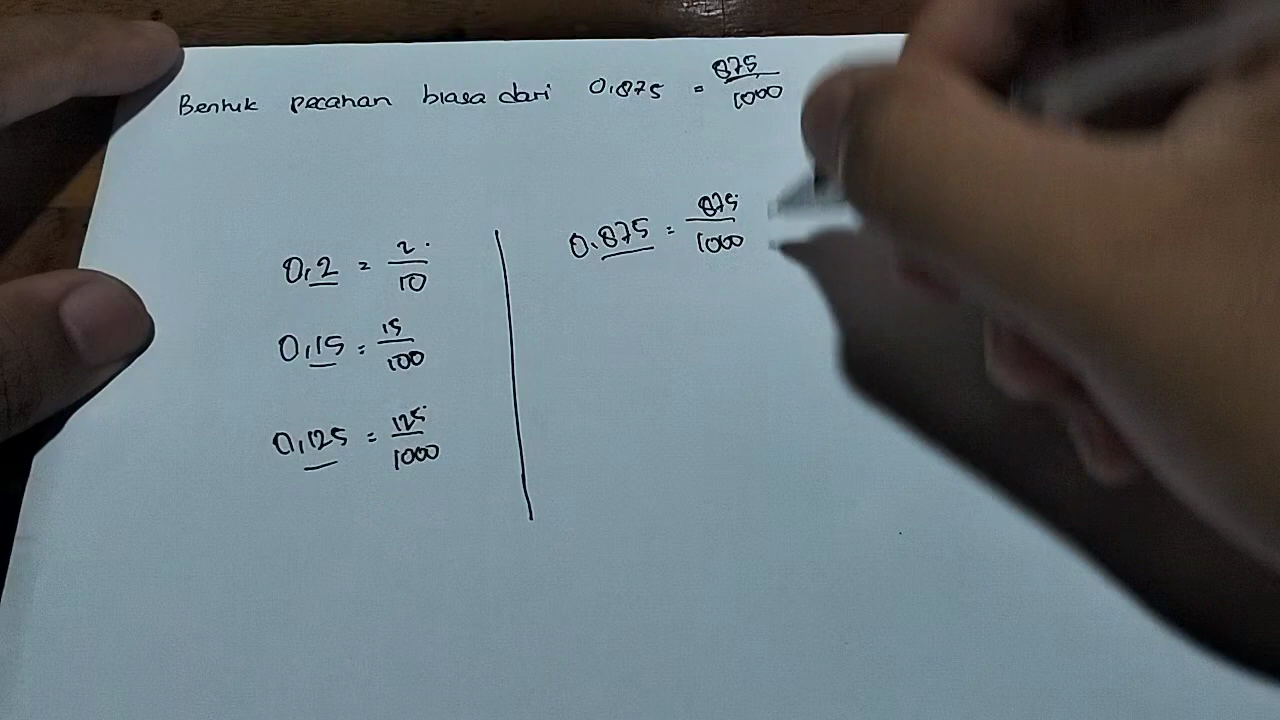 Bentuk pecahan biasa dari 0.875 = 875/1000
0,2 = 2/10
0,15 = 15/100
0,125 = 125/1000
0.875 = 875/1000